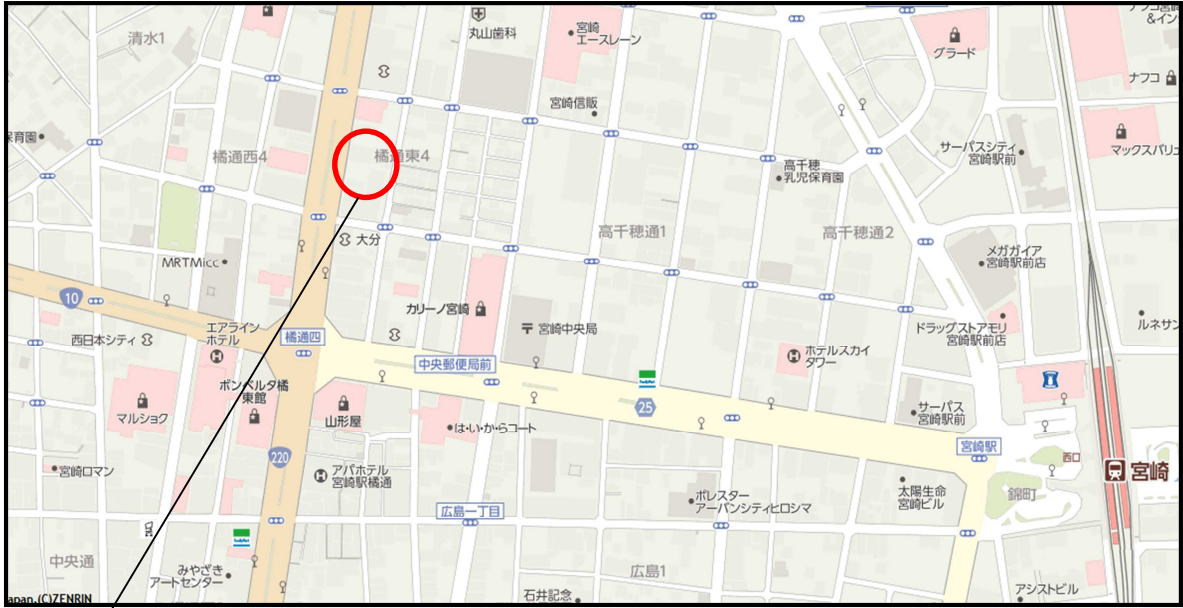 清水1
丸山歯科
宮崎
エースレーン
グラード
ナフコ
宮崎信販
保育園
橘通西4
橘通東4
高千穂
乳児保育園
サーパスシティ
宮崎駅前
マックスバリュ
大分
高千穂通1
高千穂通2
MRTMicc
メガガイア
宮崎駅前店
10
カリーノ宮崎
西日本シティ
エアライン
ホテル
橘通四
宮崎中央局
中央郵便局前
ホテルスカイ
タワー
ドラッグストアモリ
宮崎駅前店
ルネサン
ボンベルタ橘
東館
マルショク
山形屋
FamilyMart
25
は・い・か・らコート
サーパス
宮崎駅前
宮崎駅
西口
宮崎
220
宮崎ロマン
アパホテル
宮崎駅橘通
広島一丁目
ポレスター
アーバンシティヒロシマ
太陽生命
宮崎ビル
錦町
FamilyMart
中央通
みやざき
アートセンター
広島1
石井記念
アシストビル
apan.(C)ZENRIN